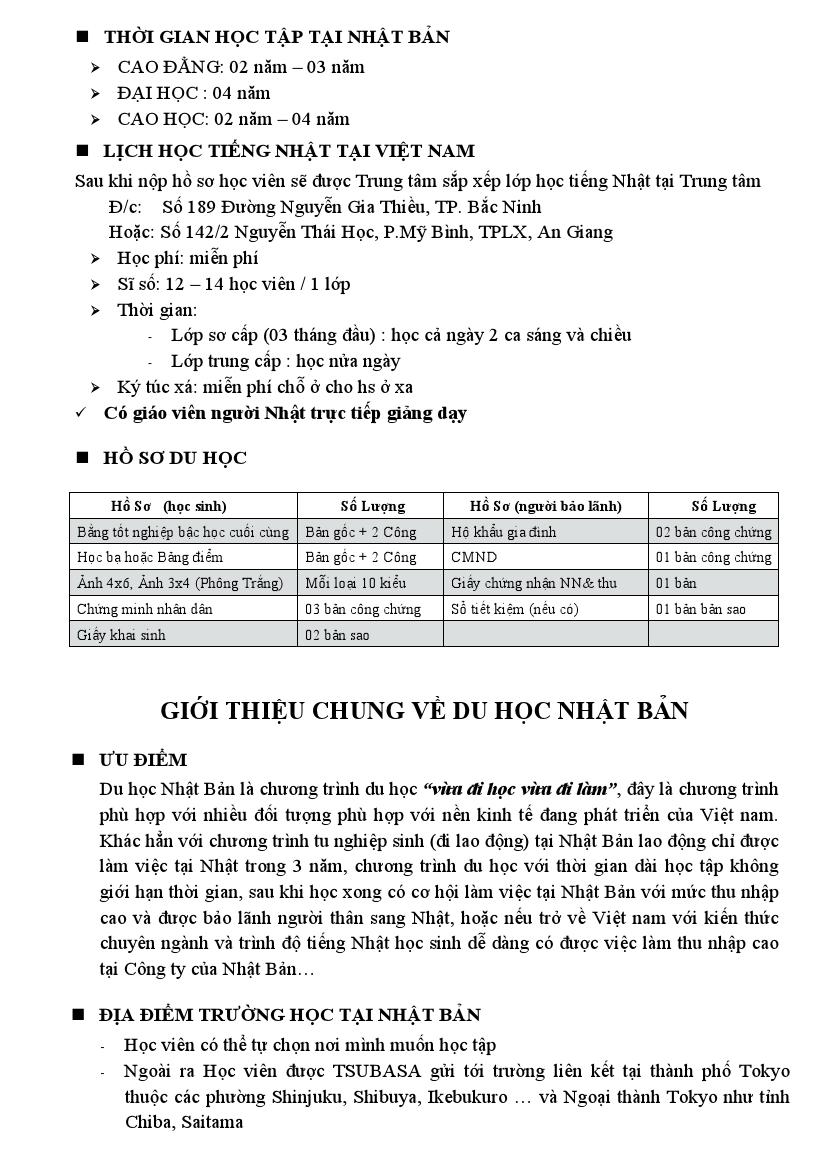 THỜI GIAN HỌC TẬP TẠI NHẬT BẢN
CAO ĐẲNG: 02 năm – 03 năm
ĐẠI HỌC : 04 năm
CAO HỌC: 02 năm – 04 năm
LỊCH HỌC TIẾNG NHẬT TẠI VIỆT NAM
Sau khi nộp hồ sơ học viên sẽ được Trung tâm sắp xếp lớp học tiếng Nhật tại Trung tâm
Đ/c: Số 189 Đường Nguyễn Gia Thiều, TP. Bắc Ninh
Hoặc: Số 142/2 Nguyễn Thái Học, P.Mỹ Bình, TPLX, An Giang
Học phí: miễn phí
Sĩ số: 12 – 14 học viên / 1 lớp
Thời gian:
- Lớp sơ cấp (03 tháng đầu) : học cả ngày 2 ca sáng và chiều
- Lớp trung cấp : học nửa ngày
Ký túc xá: miễn phí chỗ ở cho hs ở xa
✓ Có giáo viên người Nhật trực tiếp giảng dạy
HỒ SƠ DU HỌC
Hồ Sơ (học sinh) Số Lượng Hồ Sơ (người bảo lãnh) Số Lượng
Bằng tốt nghiệp bậc học cuối cùng Bản gốc + 2 Công Hộ khẩu gia đình 02 bản công chứng
Học bạ hoặc Bảng điểm Bản gốc + 2 Công CMND 01 bản công chứng
Ảnh 4x6, Ảnh 3x4 (Phông Trắng) Mỗi loại 10 kiểu Giấy chứng nhận NN& thu 01 bản
Chứng minh nhân dân 03 bản công chứng Sổ tiết kiệm (nếu có) 01 bản bản sao
Giấy khai sinh 02 bản sao
GIỚI THIỆU CHUNG VỀ DU HỌC NHẬT BẢN
ƯU ĐIỂM
Du học Nhật Bản là chương trình du học “vừa đi học vừa đi làm”, đây là chương trình
phù hợp với nhiều đối tượng phù hợp với nền kinh tế đang phát triển của Việt nam.
Khác hẳn với chương trình tu nghiệp sinh (đi lao động) tại Nhật Bản lao động chỉ được
làm việc tại Nhật trong 3 năm, chương trình du học với thời gian dài học tập không
giới hạn thời gian, sau khi học xong có cơ hội làm việc tại Nhật Bản với mức thu nhập
cao và được bảo lãnh người thân sang Nhật, hoặc nếu trở về Việt nam với kiến thức
chuyên ngành và trình độ tiếng Nhật học sinh dễ dàng có được việc làm thu nhập cao
tại Công ty của Nhật Bản…
ĐỊA ĐIỂM TRƯỜNG HỌC TẠI NHẬT BẢN
- Học viên có thể tự chọn nơi mình muốn học tập
- Ngoài ra Học viên được TSUBASA gửi tới trường liên kết tại thành phố Tokyo
thuộc các phường Shinjuku, Shibuya, Ikebukuro … và Ngoại thành Tokyo như tỉnh
Chiba, Saitama